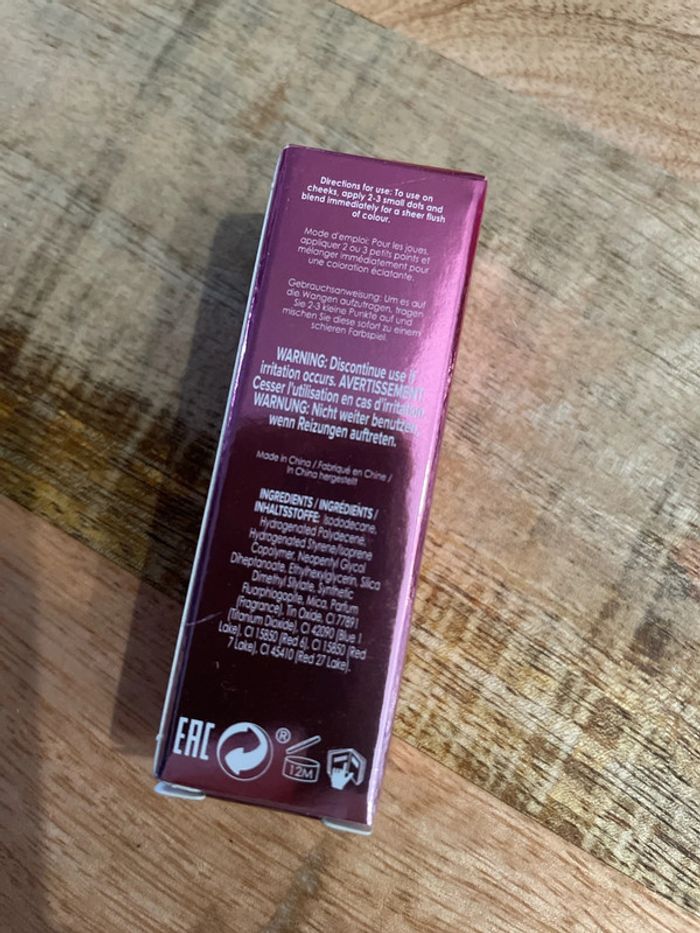 Directions for use: To use on
cheeks, apply 2-3 small dots and
blend immediately for a sheer flush
of colour.
Mode d'emploi: Pour les joues,
appliquer 2 ou 3 petits points et
mélanger immédiatement pour
une coloration éclatante.
Gebrauchsanweisung: Um es auf
die Wangen aufzutragen, tragen
Sie 2-3 kleine Punkte auf und
mischen Sie diese sofort zu einem
schieren Farbspiel.
WARNING: Discontinue use if
irritation occurs. AVERTISSEMENT:
Cesser l'utilisation en cas d'irritation.
WARNUNG: Nicht weiter benutzen,
wenn Reizungen auftreten.
Made in China / Fabriqué en Chine /
In China hergestellt
INGREDIENTS / INGRÉDIENTS /
INHALTSSTOFFE: Isododecane,
Hydrogenated Polydecene,
Hydrogenated Styrene/Isoprene
Copolymer, Neopentyl Glycol
Diheptanoate, Ethylhexylglycerin, Silica
Dimethyl Silylate, Synthetic
Fluorphlogopite, Mica, Parfum
(Fragrance), Tin Oxide, CI 77891
(Titanium Dioxide), CI 42090 (Blue 1
Lake), CI 15850 (Red 6), CI 15850 (Red
7 Lake), CI 45410 (Red 27 Lake).
EAC ® 12M